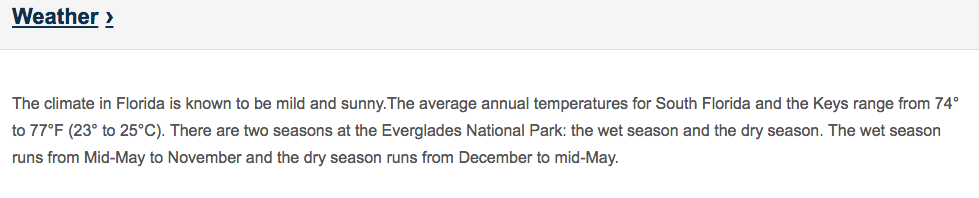 Weather ›
The climate in Florida is known to be mild and sunny.The average annual temperatures for South Florida and the Keys range from 74°
to 77°F (23° to 25°C). There are two seasons at the Everglades National Park: the wet season and the dry season. The wet season
runs from Mid-May to November and the dry season runs from December to mid-May.